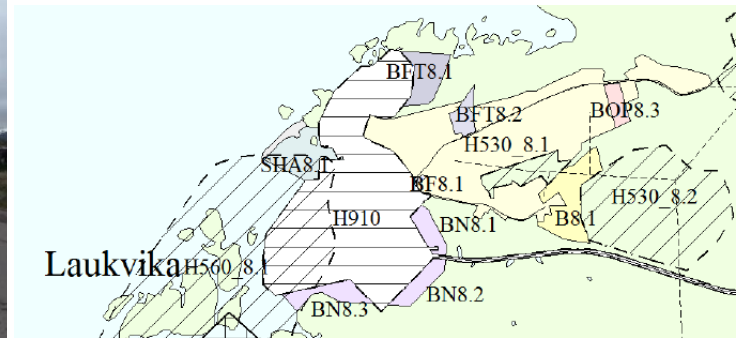 BFT8.1
BFT8.2
BOP8.3
H530_8.1
SHA8.1
BF8.1
H530_8.2
H910
BN8.1
B8.1
Laukvika
H560_8.1
BN8.2
BN8.3